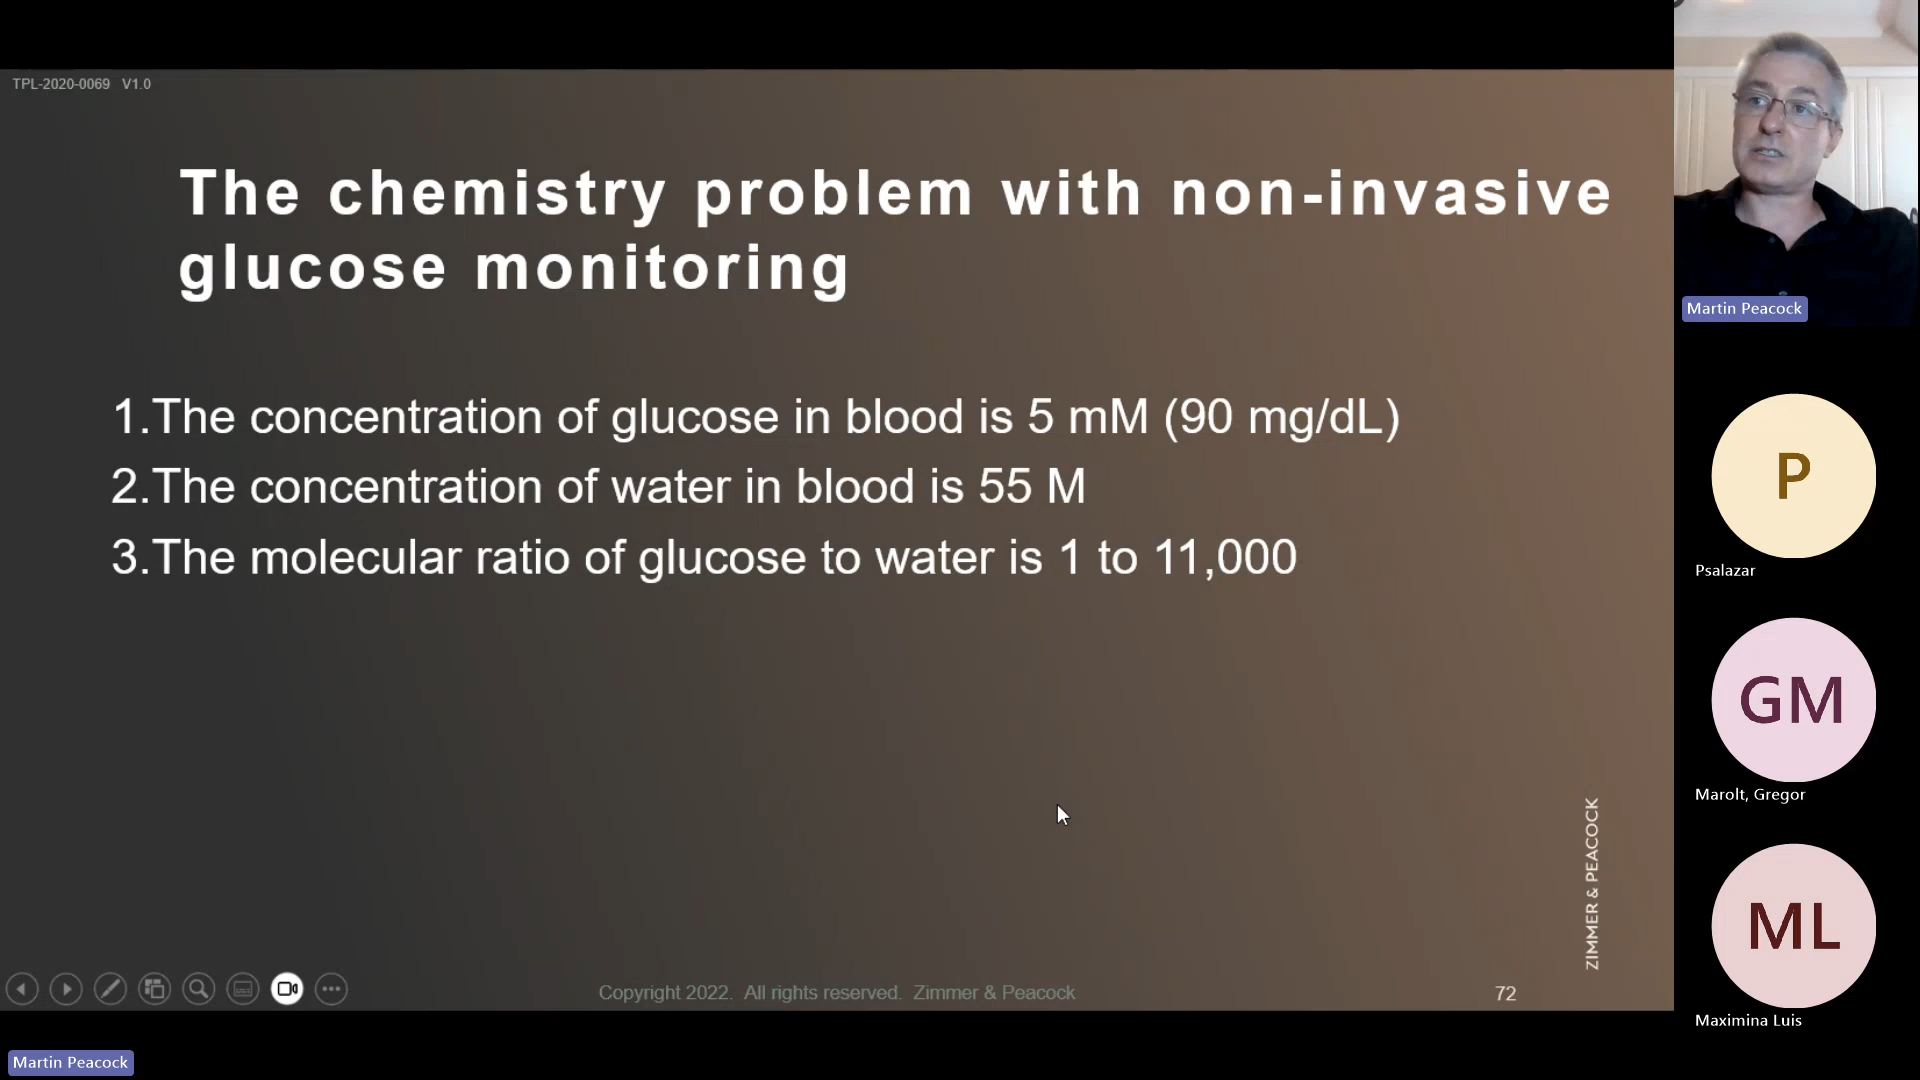 TPL-2020-0069 V1.0
The chemistry problem with non-invasive
glucose monitoring
1.The concentration of glucose in blood is 5 mM (90 mg/dL)
2.The concentration of water in blood is 55 M
3.The molecular ratio of glucose to water is 1 to 11,000
ZIMMER & PEACOCK
Copyright 2022. All rights reserved. Zimmer & Peacock
72
Martin Peacock
Martin Peacock
P
Psalazar
GM
Marolt, Gregor
ML
Maximina Luis